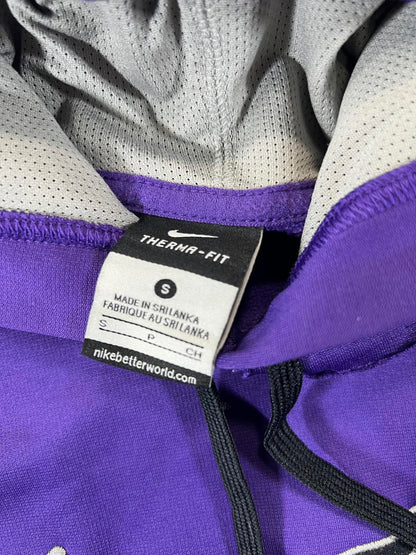 THERMA-FIT
S
MADE IN SRI LANKA
FABRIQUE AU SRI LANKA
S P CH
nikebetterworld.com